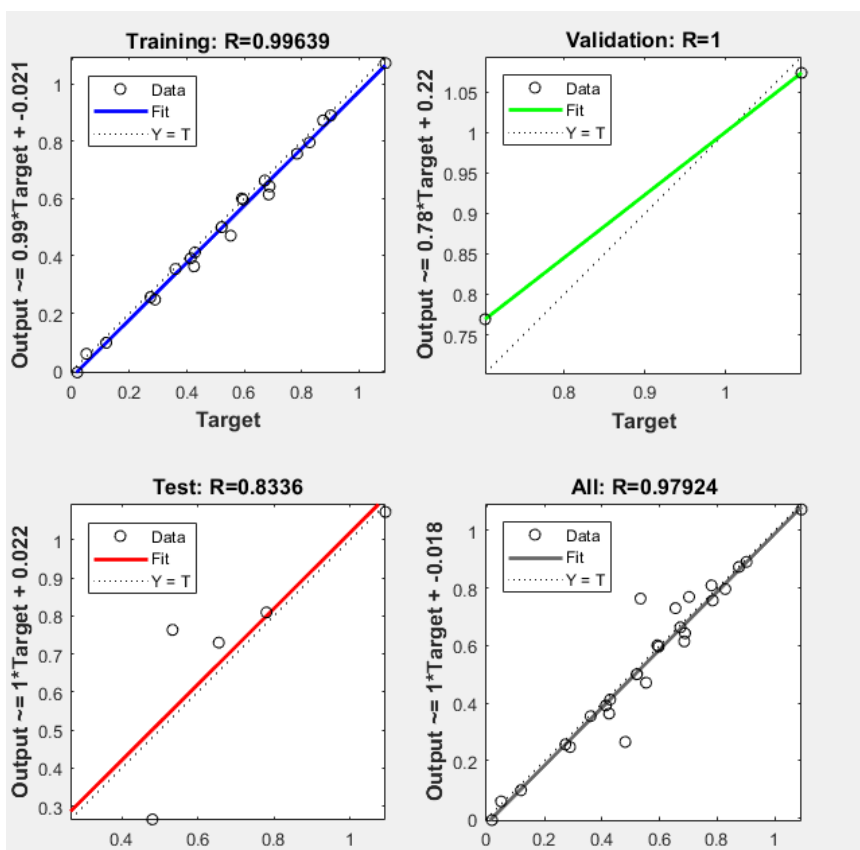 Training: R=0.99639
Output ~= 0.99*Target + -0.021
Data
Fit
Y = T
1
0.8
0.6
0.4
0.2
0
0 0.2 0.4 0.6 0.8 1
Target
Validation: R=1
Output ~= 0.78*Target + 0.22
Data
Fit
Y = T
1.05
1
0.95
0.9
0.85
0.8
0.75
0.8 0.9 1
Target
Test: R=0.8336
Output ~= 1*Target + 0.022
Data
Fit
Y = T
1
0.9
0.8
0.7
0.6
0.5
0.4
0.3
0.4 0.6 0.8 1
All: R=0.97924
Output ~= 1*Target + -0.018
Data
Fit
Y = T
1
0.8
0.6
0.4
0.2
0
0 0.2 0.4 0.6 0.8 1